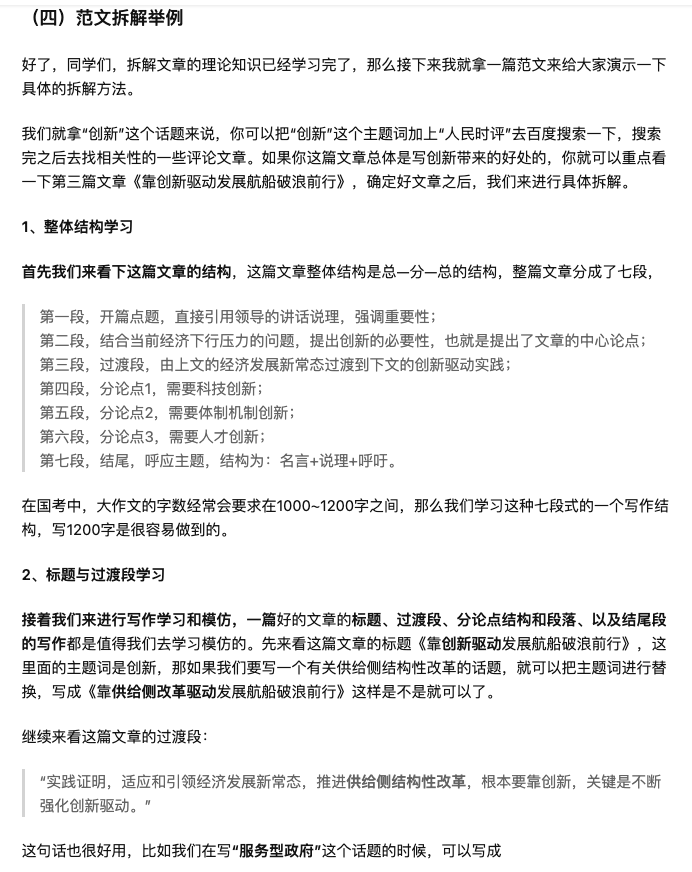 （四）范文拆解举例
好了，同学们，拆解文章的理论知识已经学习完了，那么接下来我就拿一篇范文来给大家演示一下
具体的拆解方法。
我们就拿“创新”这个话题来说，你可以把“创新”这个主题词加上“人民时评”去百度搜索一下，搜索
完之后去找相关性的一些评论文章。如果你这篇文章总体是写创新带来的好处的，你就可以重点看
一下第三篇文章《靠创新驱动发展航船破浪前行》，确定好文章之后，我们来进行具体拆解。
1、整体结构学习
首先我们来看下这篇文章的结构，这篇文章整体结构是总—分—总的结构，整篇文章分成了七段，
第一段，开篇点题，直接引用领导的讲话说理，强调重要性；
第二段，结合当前经济下行压力的问题，提出创新的必要性，也就是提出了文章的中心论点；
第三段，过渡段，由上文的经济发展新常态过渡到下文的创新驱动实践；
第四段，分论点1，需要科技创新；
第五段，分论点2，需要体制机制创新；
第六段，分论点3，需要人才创新；
第七段，结尾，呼应主题，结构为：名言+说理+呼吁。
在国考中，大作文的字数经常会要求在1000~1200字之间，那么我们学习这种七段式的一个写作结
构，写1200字是很容易做到的。
2、标题与过渡段学习
接着我们来进行写作学习和模仿，一篇好的文章的标题、过渡段、分论点结构和段落、以及结尾段
的写作都是值得我们去学习模仿的。先来看这篇文章的标题《靠创新驱动发展航船破浪前行》，这
里面的主题词是创新，那如果我们要写一个有关供给侧结构性改革的话题，就可以把主题词进行替
换，写成《靠供给侧改革驱动发展航船破浪前行》这样是不是就可以了。
继续来看这篇文章的过渡段：
“实践证明，适应和引领经济发展新常态，推进供给侧结构性改革，根本要靠创新，关键是不断
强化创新驱动。”
这句话也很好用，比如我们在写“服务型政府”这个话题的时候，可以写成